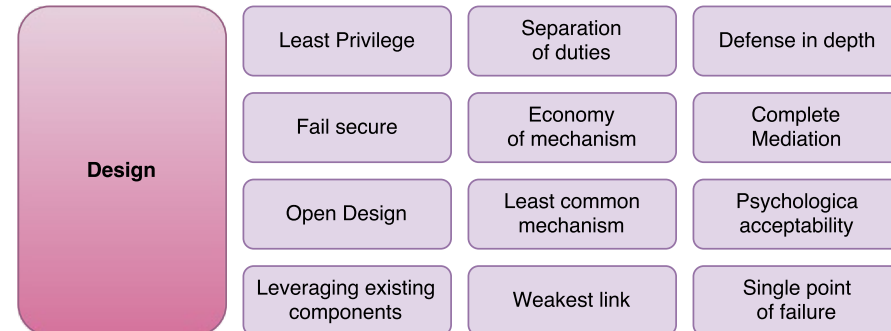 Design
Least Privilege
Separation
of duties
Defense in depth
Fail secure
Economy
of mechanism
Complete
Mediation
Open Design
Least common
mechanism
Psychologica
acceptability
Leveraging existing
components
Weakest link
Single point
of failure